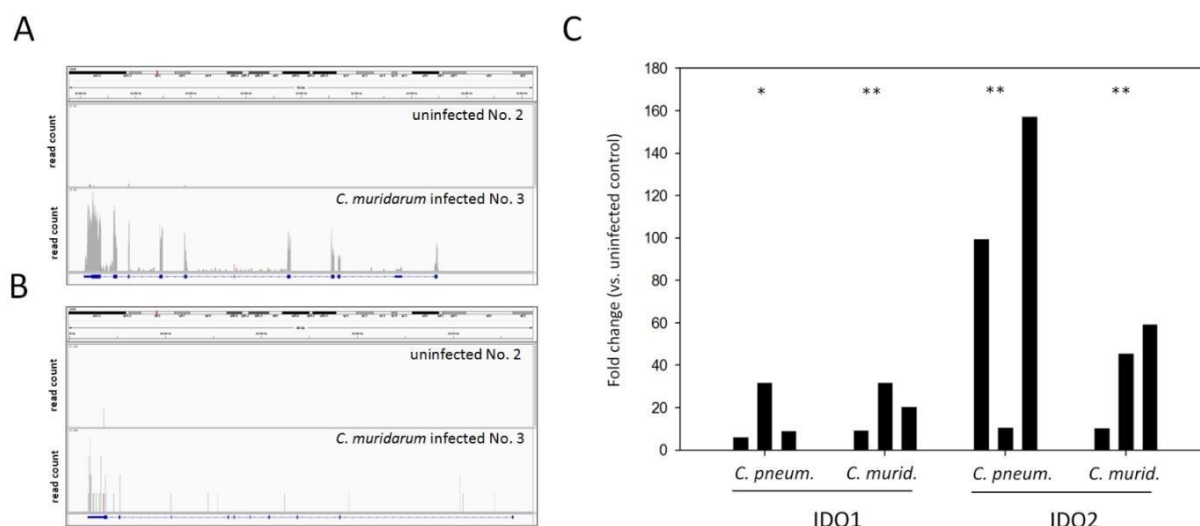 A
uninfected No. 2
read count
C. muridarum infected No. 3
read count
B
uninfected No. 2
read count
C. muridarum infected No. 3
read count
C
Fold change (vs. uninfected control)
180
160
140
120
100
80
60
40
20
0
* ** ** **
C. pneum. C. murid. C. pneum. C. murid.
IDO1 IDO2